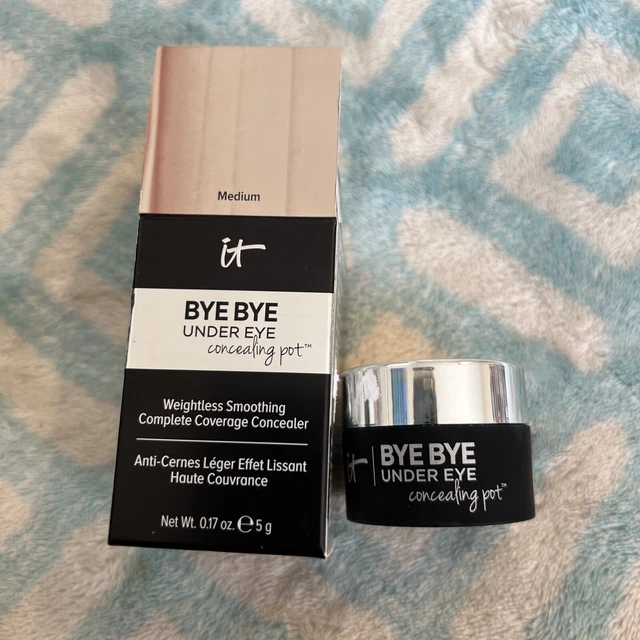 Medium
it
BYE BYE
UNDER EYE
concealing pot™
Weightless Smoothing
Complete Coverage Concealer
Anti-Cernes Léger Effet Lissant
Haute Couvrance
Net Wt. 0.17 oz. ℮ 5 g
it
BYE BYE
UNDER EYE
concealing pot™